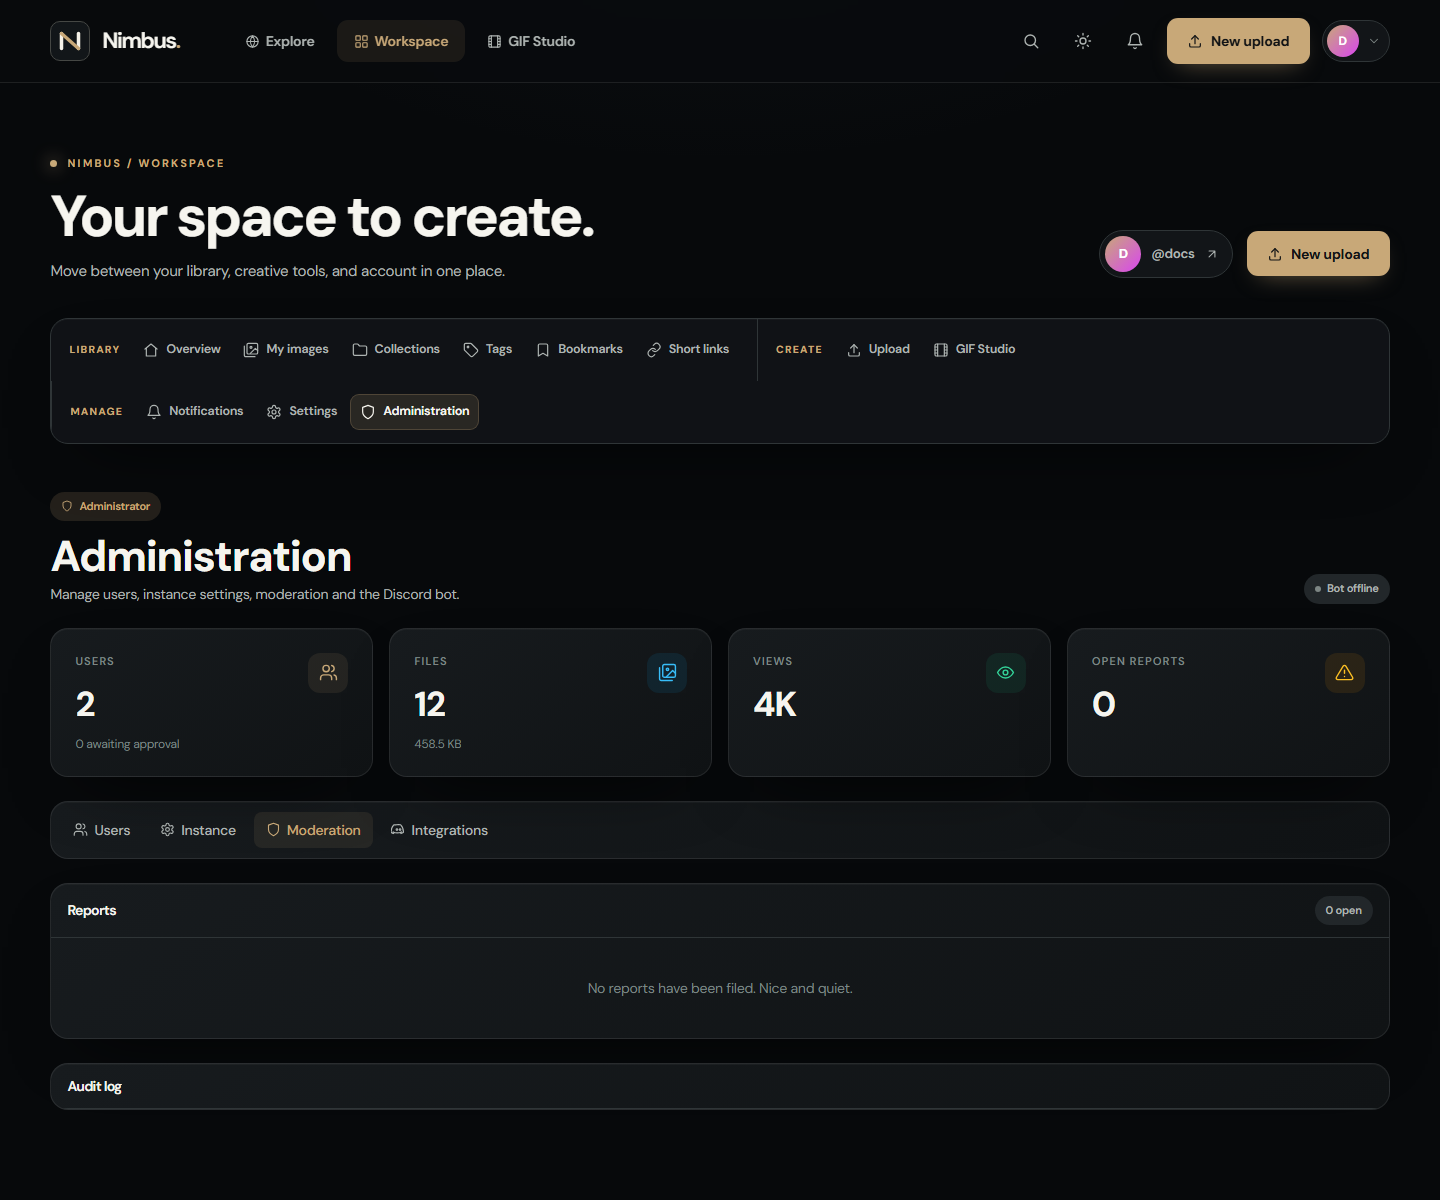 Nimbus.
Explore
Workspace
GIF Studio
New upload
D
NIMBUS / WORKSPACE
Your space to create.
Move between your library, creative tools, and account in one place.
D
@docs
New upload
LIBRARY
Overview
My images
Collections
Tags
Bookmarks
Short links
CREATE
Upload
GIF Studio
MANAGE
Notifications
Settings
Administration
Administrator
Administration
Manage users, instance settings, moderation and the Discord bot.
Bot offline
USERS
2
0 awaiting approval
FILES
12
458.5 KB
VIEWS
4K
OPEN REPORTS
0
Users
Instance
Moderation
Integrations
Reports
0 open
No reports have been filed. Nice and quiet.
Audit log